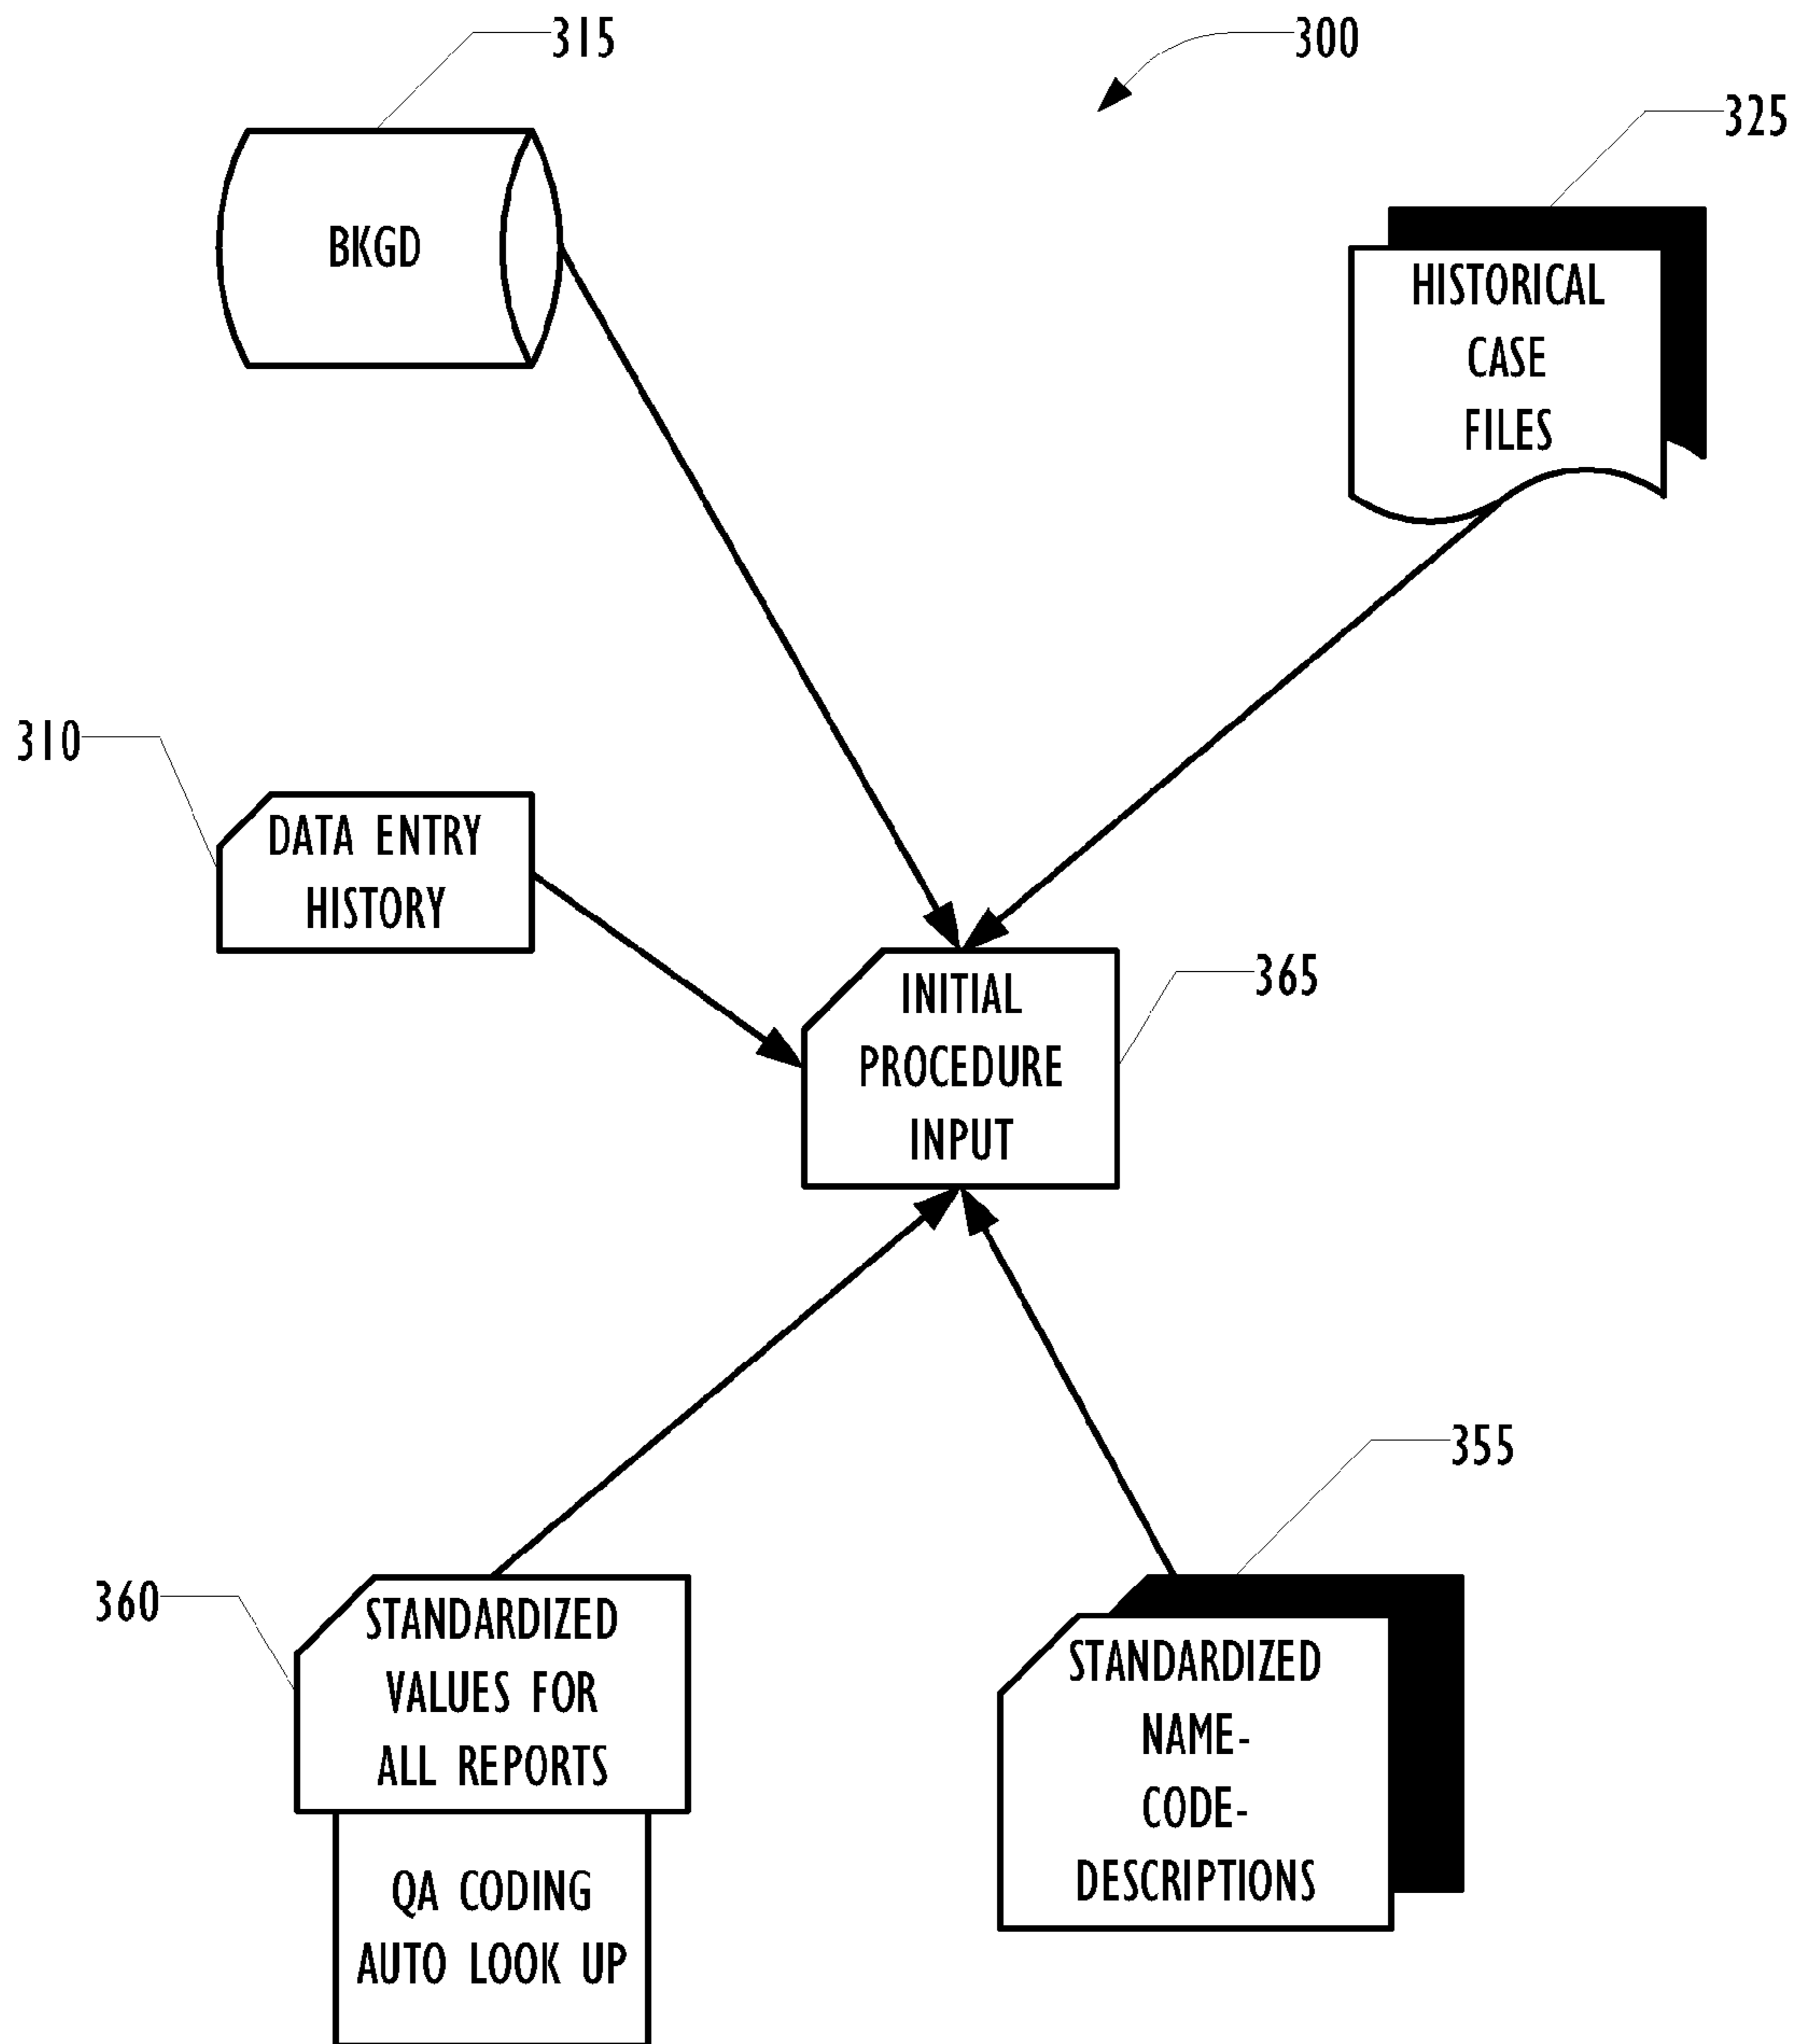 315
300
325
BKGD
HISTORICAL
CASE
FILES
310
DATA ENTRY
HISTORY
365
INITIAL
PROCEDURE
INPUT
355
360
STANDARDIZED
VALUES FOR
ALL REPORTS
STANDARDIZED
NAME-
CODE-
DESCRIPTIONS
QA CODING
AUTO LOOK UP